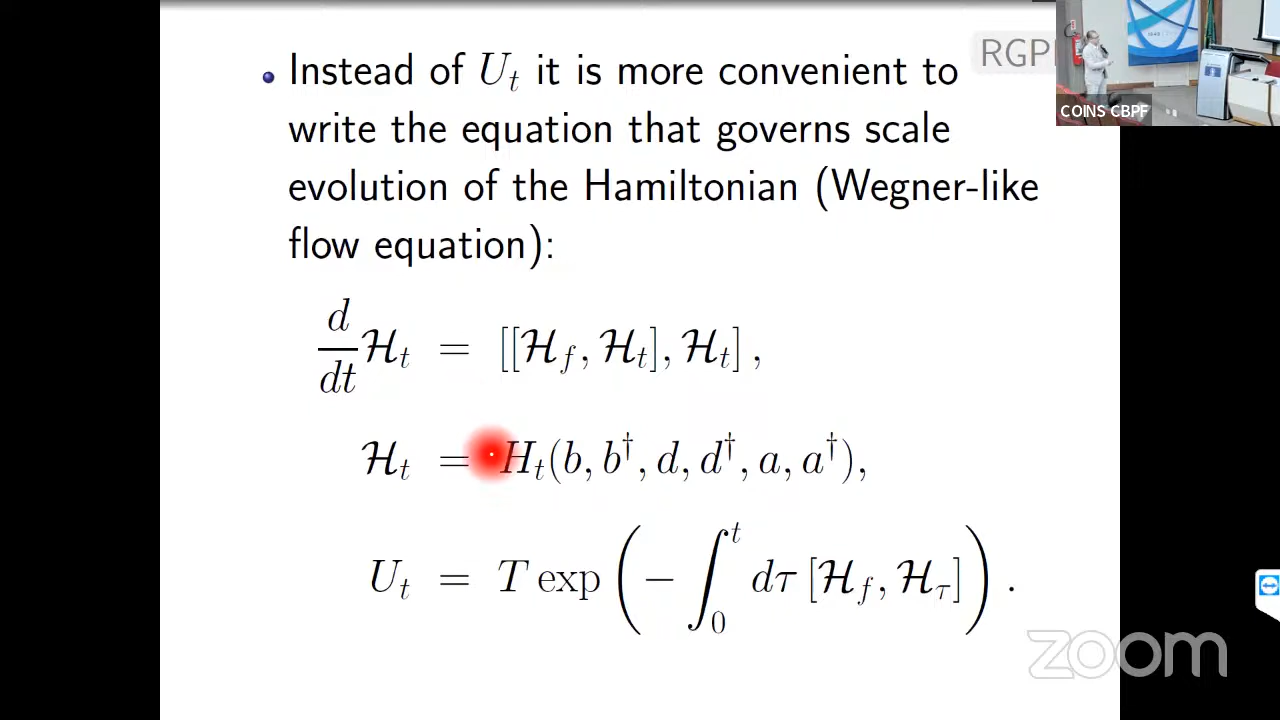 RGP
Instead of U_t it is more convenient to
write the equation that governs scale
evolution of the Hamiltonian (Wegner-like
flow equation):
d/dt ℋ_t = [[ℋ_f, ℋ_t], ℋ_t] ,
ℋ_t = H_t(b, b†, d, d†, a, a†),
U_t = T exp ( − ∫_0^t dτ [ℋ_f, ℋ_τ] ) .
COINS CBPF
zoom